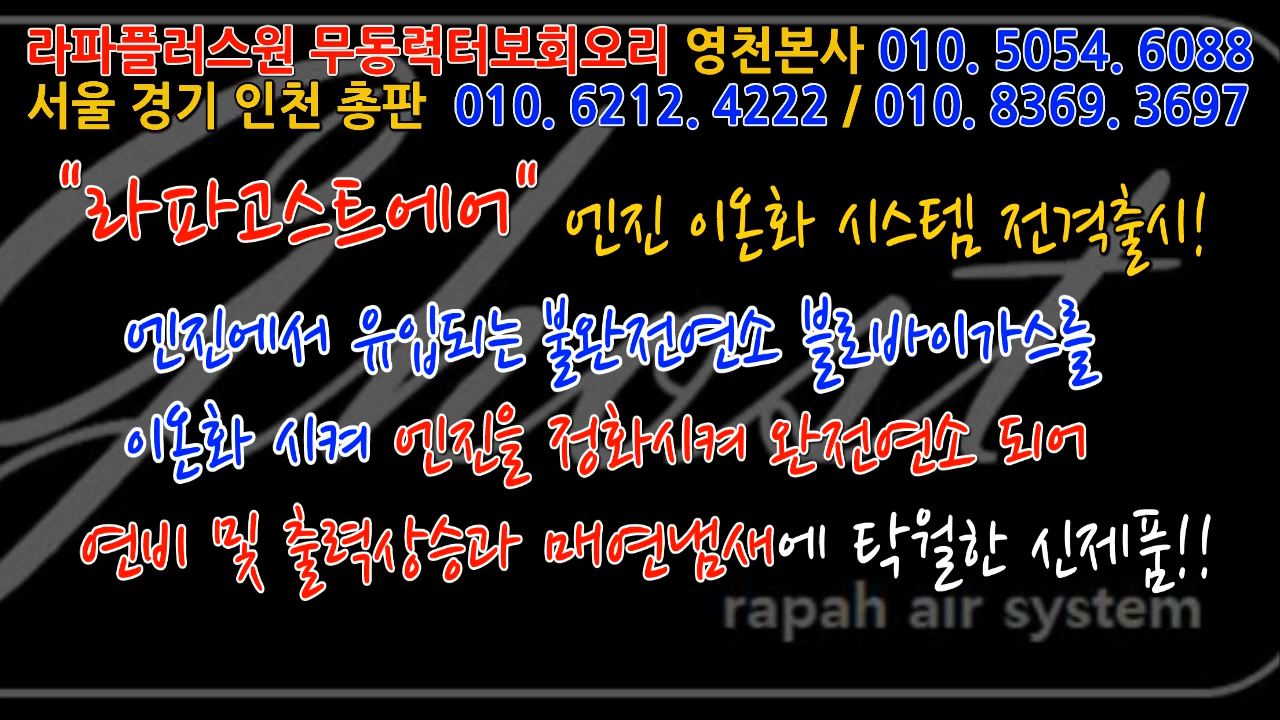 라파플러스원 무동력터보회오리 영천본사 010. 5054. 6088
서울 경기 인천 총판 010. 6212. 4222 / 010. 8369. 3697
"라파고스트에어" 엔진 이온화 시스템 전격출시!
엔진에서 유입되는 불완전연소 블로바이가스를
이온화 시켜 엔진을 정화시켜 완전연소 되어
연비 및 출력상승과 매연냄새에 탁월한 신제품!!
Ghost
rapah air system